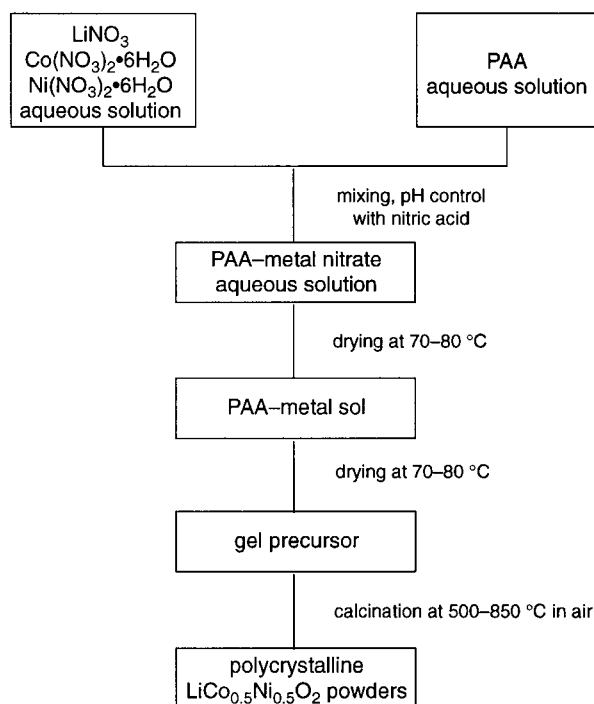 LiNO₃
Co(NO₃)₂•6H₂O
Ni(NO₃)₂•6H₂O
aqueous solution
PAA
aqueous solution
mixing, pH control
with nitric acid
PAA–metal nitrate
aqueous solution
drying at 70–80 °C
PAA–metal sol
drying at 70–80 °C
gel precursor
calcination at 500–850 °C in air
polycrystalline
LiCo₀.₅Ni₀.₅O₂ powders